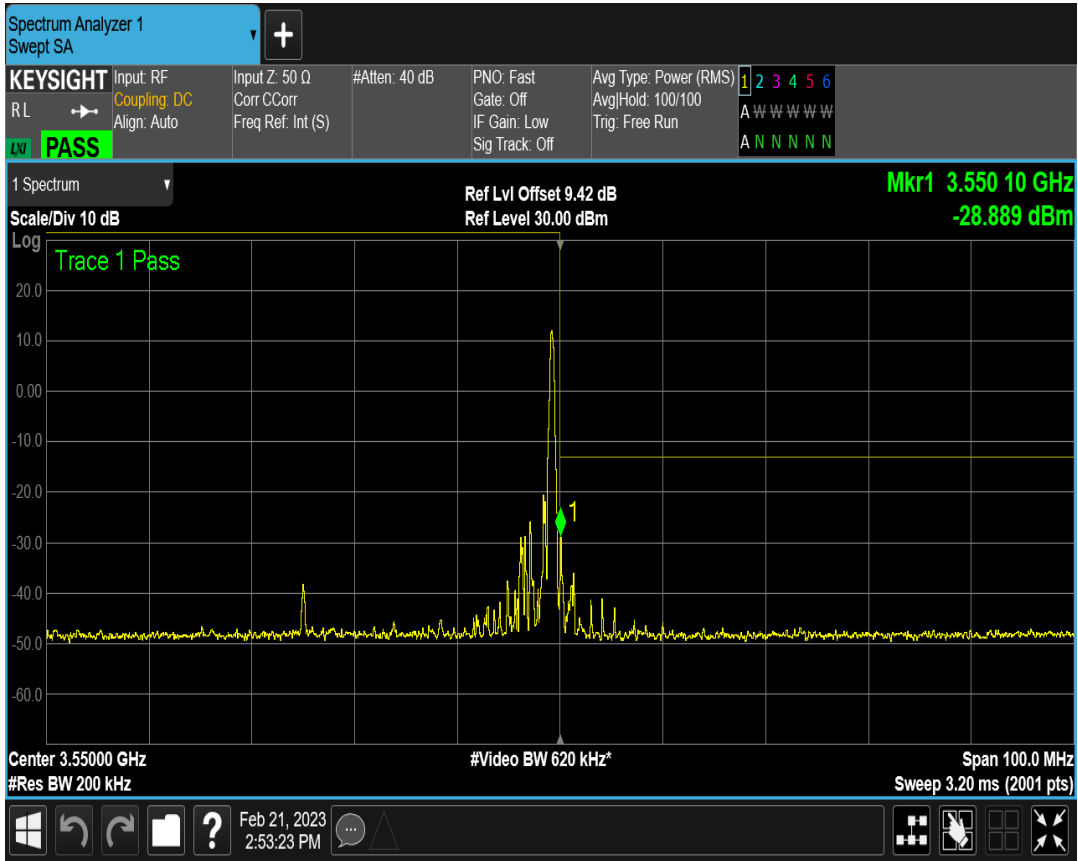 Spectrum Analyzer 1
Swept SA
+
KEYSIGHT
RL
LXI PASS
Input: RF
Coupling: DC
Align: Auto
Input Z: 50 Ω
Corr CCorr
Freq Ref: Int (S)
#Atten: 40 dB
PNO: Fast
Gate: Off
IF Gain: Low
Sig Track: Off
Avg Type: Power (RMS)
Avg|Hold: 100/100
Trig: Free Run
1 2 3 4 5 6
A W W W W W
A N N N N N
1 Spectrum
Scale/Div 10 dB
Ref Lvl Offset 9.42 dB
Ref Level 30.00 dBm
Mkr1 3.550 10 GHz
-28.889 dBm
Log
Trace 1 Pass
20.0
10.0
0.00
-10.0
-20.0
1
-30.0
-40.0
-50.0
-60.0
Center 3.55000 GHz
#Video BW 620 kHz*
Span 100.0 MHz
#Res BW 200 kHz
Sweep 3.20 ms (2001 pts)
?
Feb 21, 2023
2:53:23 PM